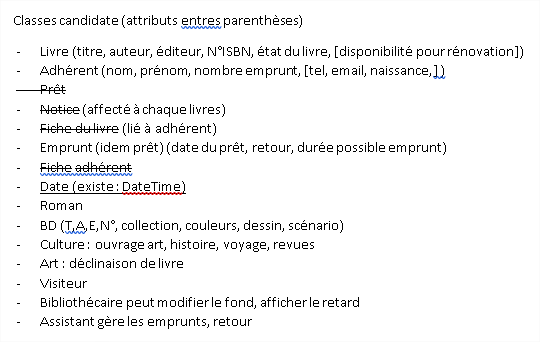 Classes candidate (attributs entres parenthèses)
- Livre (titre, auteur, éditeur, N°ISBN, état du livre, [disponibilité pour rénovation])
- Adhérent (nom, prénom, nombre emprunt, [tel, email, naissance,])
- Prêt
- Notice (affecté à chaque livres)
- Fiche du livre (lié à adhérent)
- Emprunt (idem prêt) (date du prêt, retour, durée possible emprunt)
- Fiche adhérent
- Date (existe : DateTime)
- Roman
- BD (T,A,E,N°, collection, couleurs, dessin, scénario)
- Culture : ouvrage art, histoire, voyage, revues
- Art : déclinaison de livre
- Visiteur
- Bibliothécaire peut modifier le fond, afficher le retard
- Assistant gère les emprunts, retour